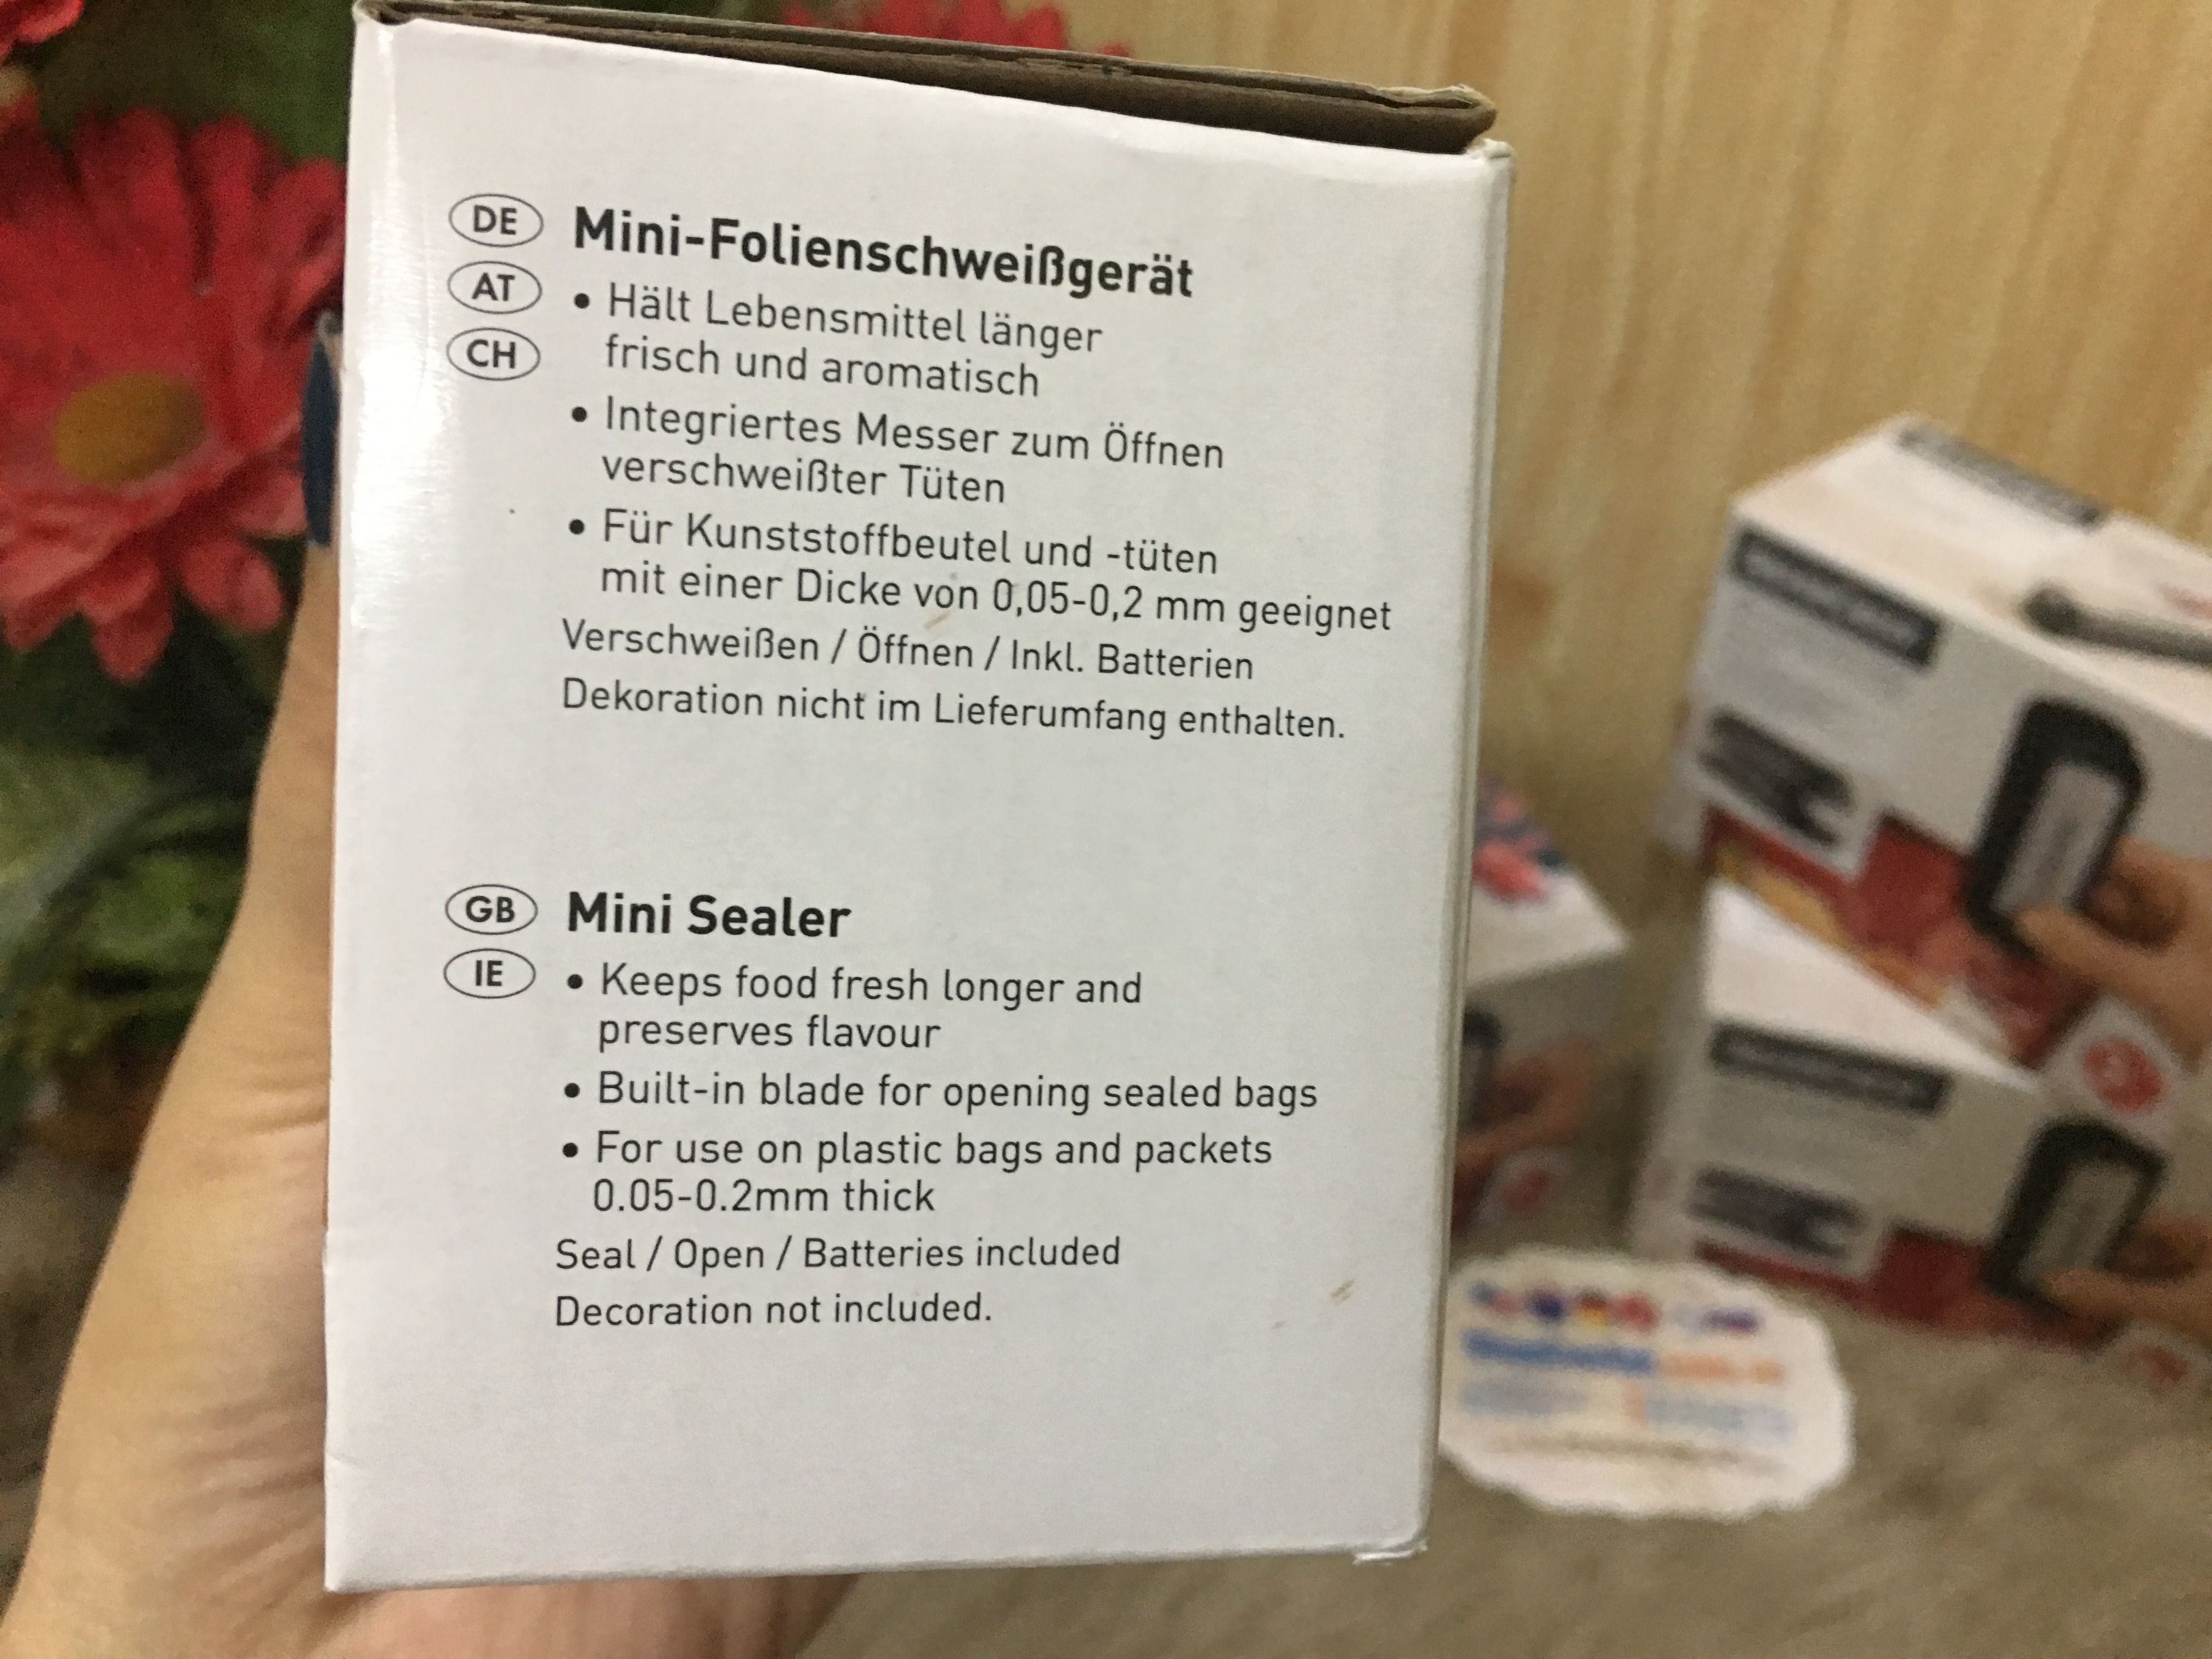 DE
AT
CH
Mini-Folienschweißgerät
• Hält Lebensmittel länger
frisch und aromatisch
• Integriertes Messer zum Öffnen
verschweißter Tüten
• Für Kunststoffbeutel und -tüten
mit einer Dicke von 0,05-0,2 mm geeignet
Verschweißen / Öffnen / Inkl. Batterien
Dekoration nicht im Lieferumfang enthalten.
GB
IE
Mini Sealer
• Keeps food fresh longer and
preserves flavour
• Built-in blade for opening sealed bags
• For use on plastic bags and packets
0.05-0.2mm thick
Seal / Open / Batteries included
Decoration not included.